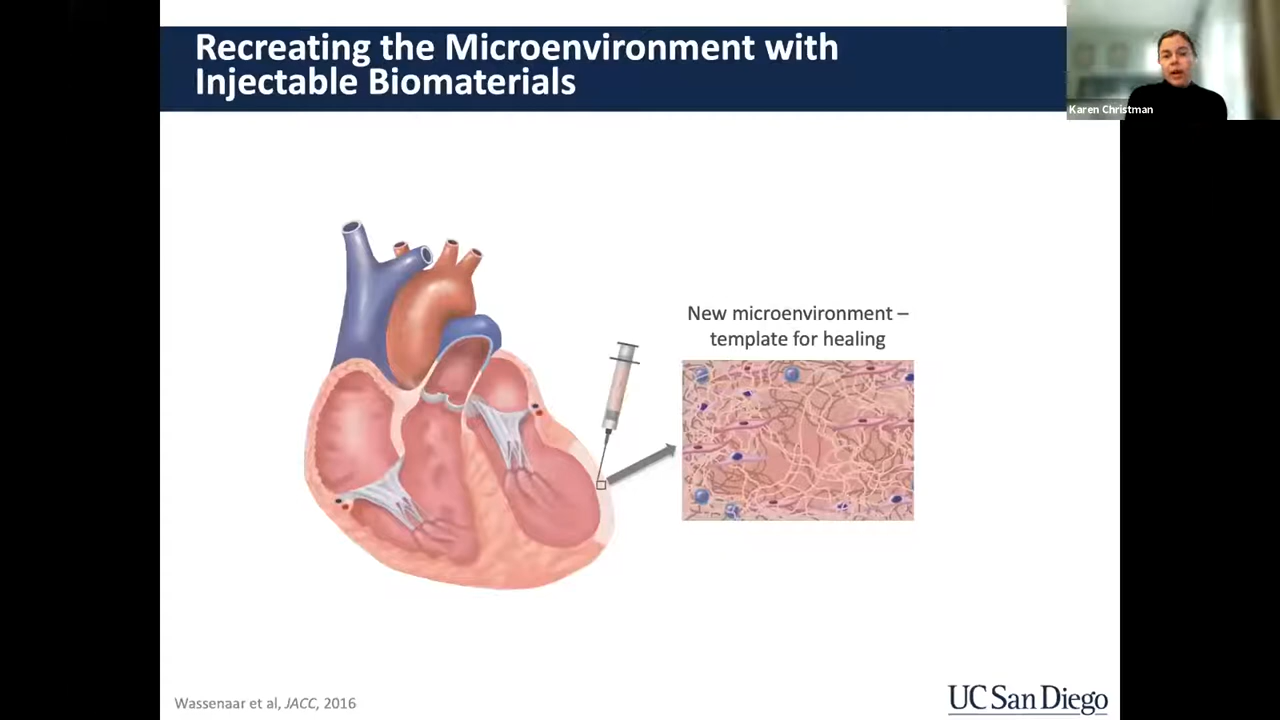 Recreating the Microenvironment with
Injectable Biomaterials
Karen Christman
New microenvironment –
template for healing
Wassenaar et al, JACC, 2016
UC San Diego